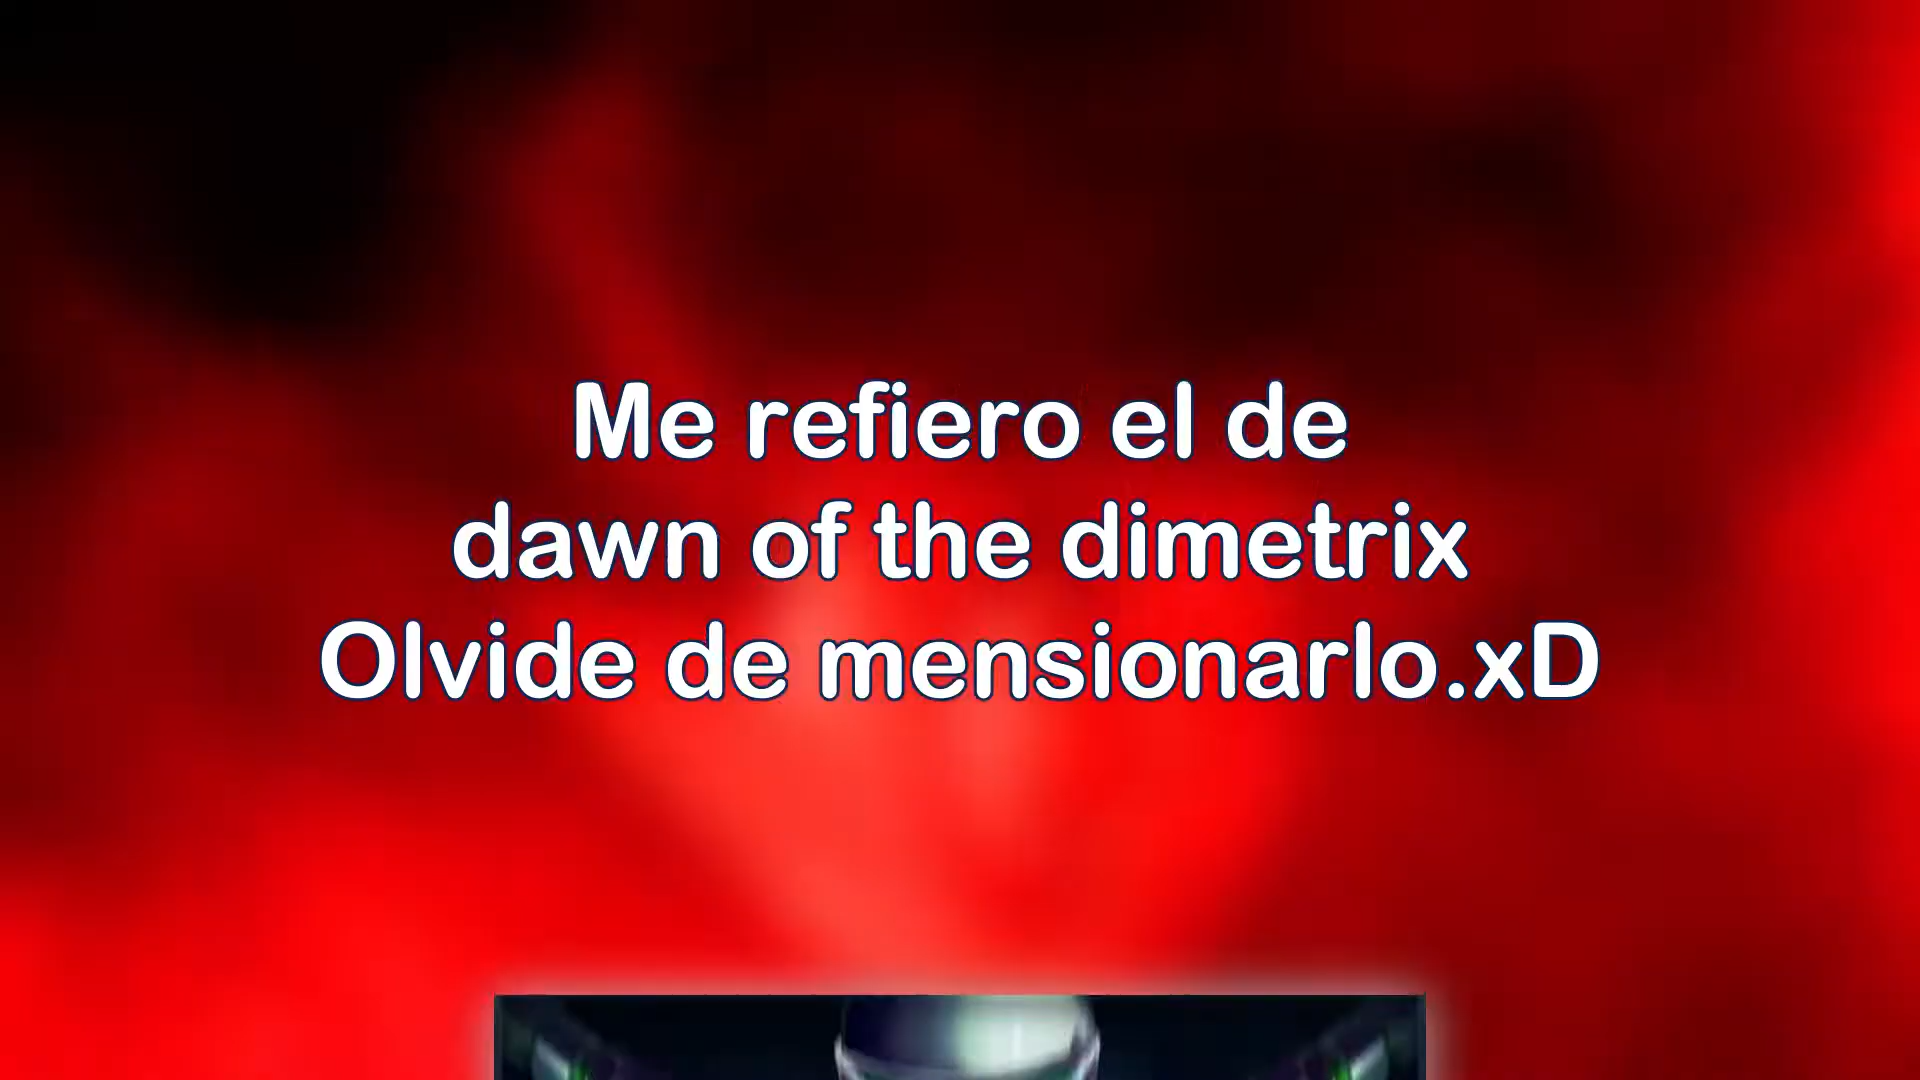 Me refiero el de
dawn of the dimetrix
Olvide de mensionarlo.xD